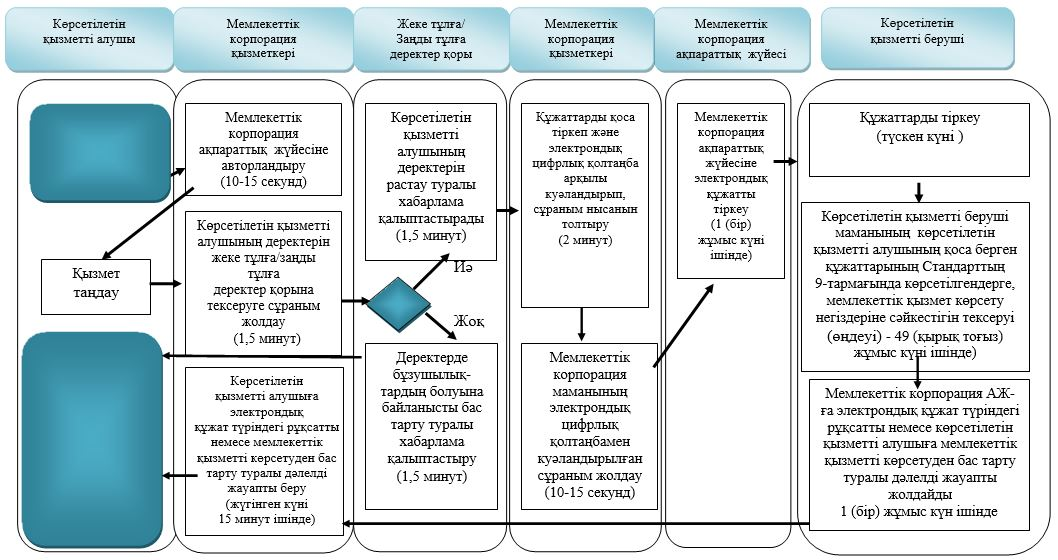 Көрсетілетін
қызметті алушы
Мемлекеттік
корпорация
қызметкері
Жеке тұлға/
Заңды тұлға
деректер қоры
Мемлекеттік
корпорация
қызметкері
Мемлекеттік
корпорация
ақпараттық жүйесі
Көрсетілетін
қызметті беруші
Мемлекеттік
корпорация
ақпараттық жүйесіне
авторландыру
(10-15 секунд)
Қызмет
таңдау
Көрсетілетін қызметті
алушының деректерін
жеке тұлға/заңды
тұлға
деректер қорына
тексеруге сұраным
жолдау
(1,5 минут)
Көрсетілетін
қызметті
алушының
деректерін
растау туралы
хабарлама
қалыптастырады
(1,5 минут)
Иә
Жоқ
Деректерде
бұзушылық-
тардың болуына
байланысты бас
тарту туралы
хабарлама
қалыптастыру
(1,5 минут)
Құжаттарды қоса
тіркеп және
электрондық
цифрлық қолтаңба
арқылы
куәландырып,
сұраным нысанын
толтыру
(2 минут)
Мемлекеттік
корпорация
маманының
электрондық
цифрлық
қолтаңбамен
куәландырылған
сұраным жолдау
(10-15 секунд)
Мемлекеттік
корпорация
ақпараттық
жүйесіне
электрондық
құжатты
тіркеу
(1 (бір)
жұмыс күні
ішінде)
Құжаттарды тіркеу
(түскен күні )
Көрсетілетін қызметті беруші
маманының көрсетілетін
қызметті алушының қоса берген
құжаттарының Стандарттың
9-тармағында көрсетілгендерге,
мемлекеттік қызмет көрсету
негіздеріне сәйкестігін тексеруі
(өңдеуі) - 49 (қырық тоғыз)
жұмыс күні ішінде)
Мемлекеттік корпорация АЖ-
ға электрондық құжат түріндегі
рұқсатты немесе көрсетілетін
қызметті алушыға мемлекеттік
қызметті көрсетуден бас тарту
туралы дәлелді жауапты
жолдайды
1 (бір) жұмыс күн ішінде
Көрсетілетін
қызметті алушыға
электрондық
құжат түріндегі рұқсатты
немесе мемлекеттік
қызметті көрсетуден бас
тарту туралы дәлелді
жауапты беру
(жүгінген күні
15 минут ішінде)